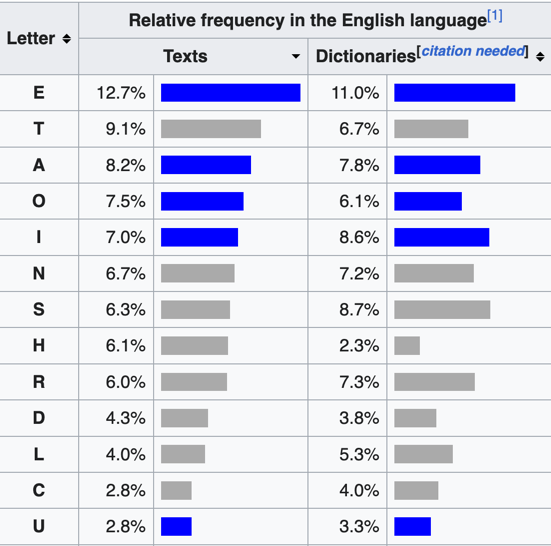 Letter Relative frequency in the English language[1]
Texts Dictionaries[citation needed]
E 12.7% 11.0%
T 9.1% 6.7%
A 8.2% 7.8%
O 7.5% 6.1%
I 7.0% 8.6%
N 6.7% 7.2%
S 6.3% 8.7%
H 6.1% 2.3%
R 6.0% 7.3%
D 4.3% 3.8%
L 4.0% 5.3%
C 2.8% 4.0%
U 2.8% 3.3%